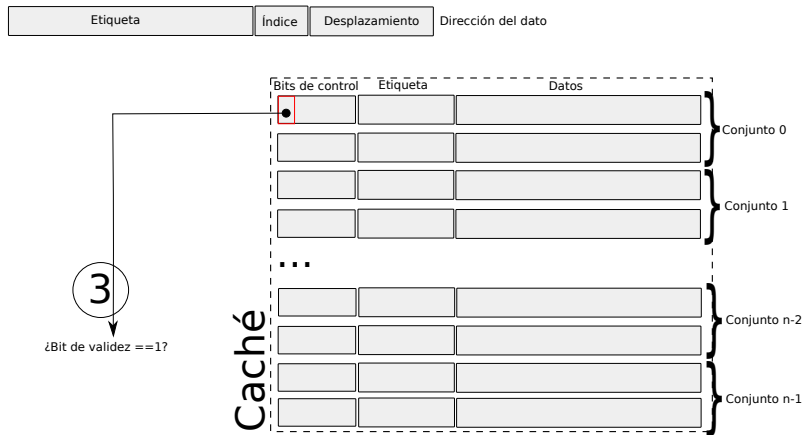 Etiqueta Índice Desplazamiento Dirección del dato
Bits de control Etiqueta Datos
Conjunto 0
Conjunto 1
...
3
¿Bit de validez ==1?
Caché
Conjunto n-2
Conjunto n-1